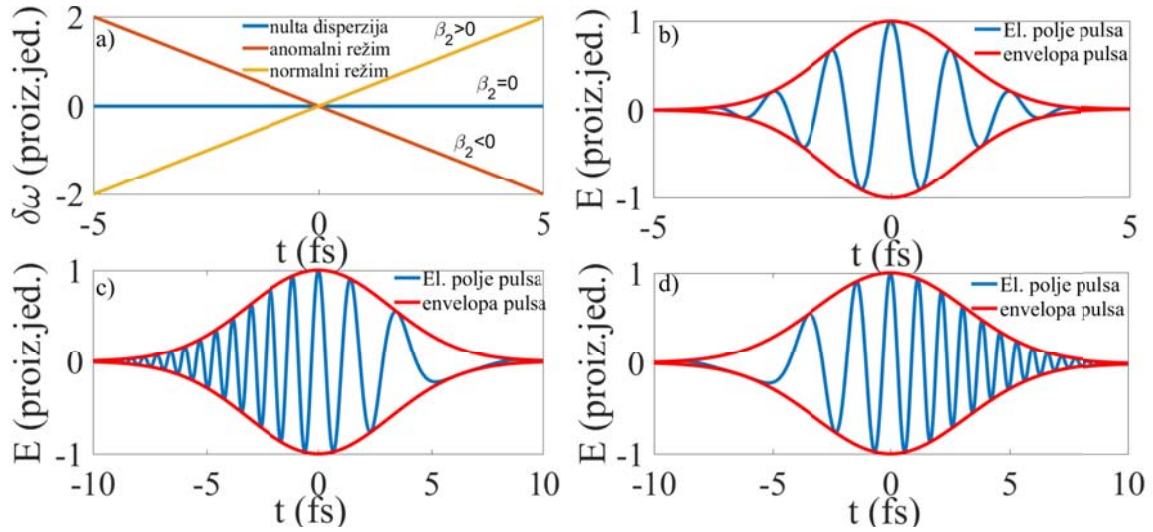 a)
nulta disperzija
anomalni režim
normalni režim
β₂>0
β₂=0
β₂<0
2
0
-2
δω (proiz.jed.)
-5
0
5
t (fs)
b)
El. polje pulsa
envelopa pulsa
1
0
-1
E (proiz.jed.)
-5
0
5
t (fs)
c)
El. polje pulsa
envelopa pulsa
1
0
-1
E (proiz.jed.)
-10
-5
0
5
10
t (fs)
d)
El. polje pulsa
envelopa pulsa
1
0
-1
E (proiz.jed.)
-10
-5
0
5
10
t (fs)